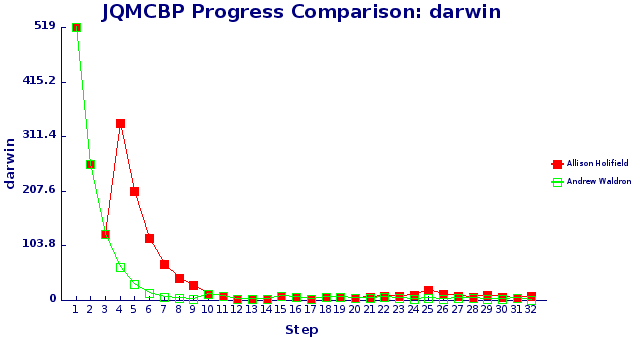 JQMCBP Progress Comparison: darwin
519
415.2
311.4
207.6
103.8
0
darwin
1 2 3 4 5 6 7 8 9 10 11 12 13 14 15 16 17 18 19 20 21 22 23 24 25 26 27 28 29 30 31 32
Step
Allison Holifield
Andrew Waldron